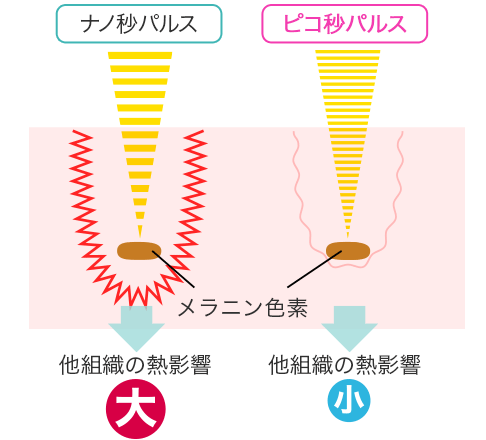 ナノ秒パルス
ピコ秒パルス
メラニン色素
他組織の熱影響
他組織の熱影響
大
小